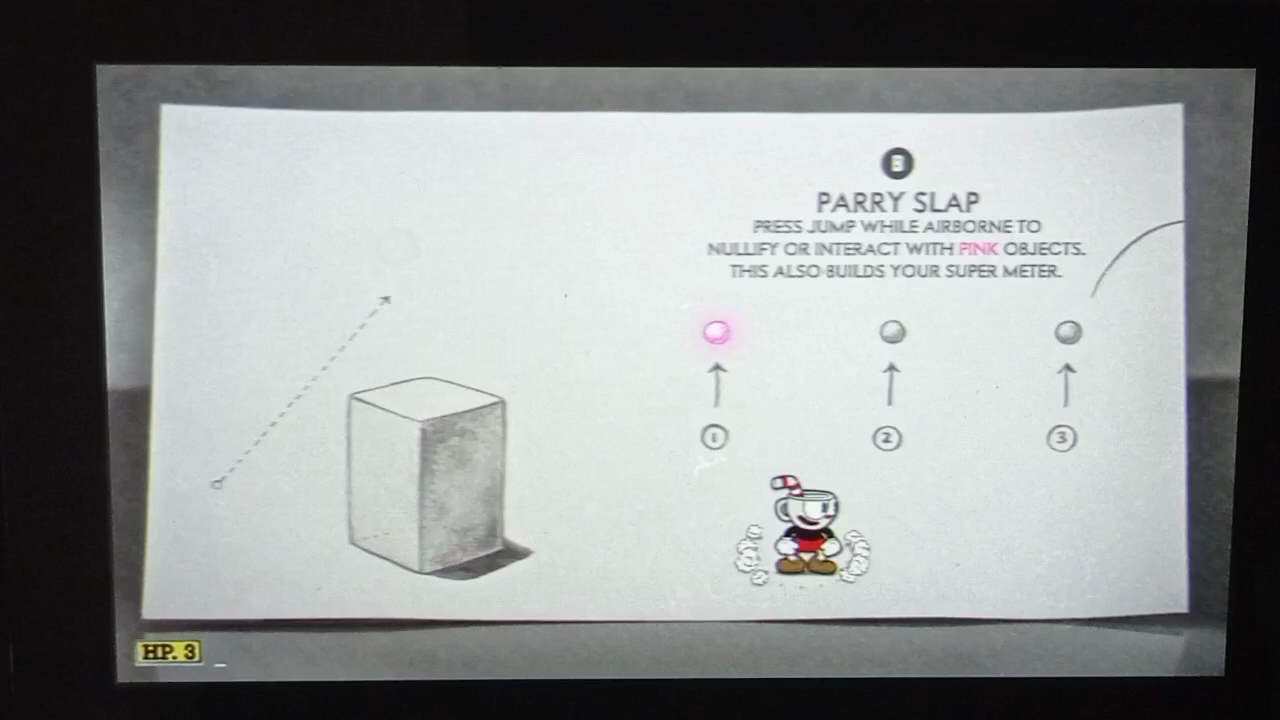 B
PARRY SLAP
PRESS JUMP WHILE AIRBORNE TO
NULLIFY OR INTERACT WITH PINK OBJECTS.
THIS ALSO BUILDS YOUR SUPER METER.
1 2 3
HP. 3